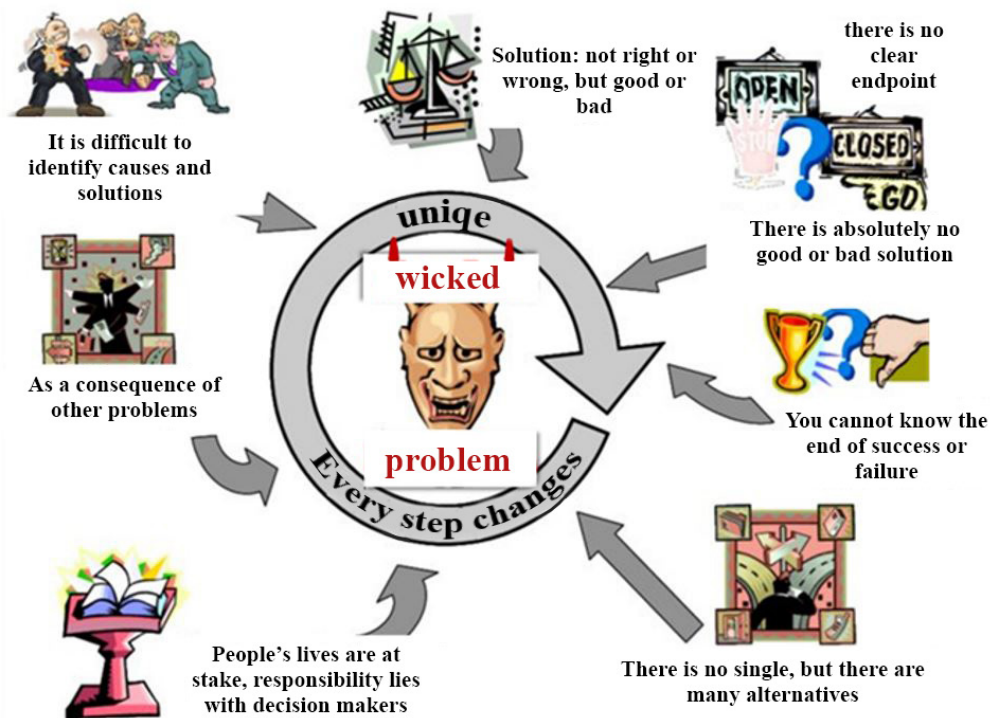 It is difficult to
identify causes and
solutions
Solution: not right or
wrong, but good or
bad
there is no
clear
endpoint
OPEN
STOP
CLOSED
GO
There is absolutely no
good or bad solution
uniqe
wicked
problem
Every step changes
As a consequence of
other problems
You cannot know the
end of success or
failure
People’s lives are at
stake, responsibility lies
with decision makers
There is no single, but there are
many alternatives